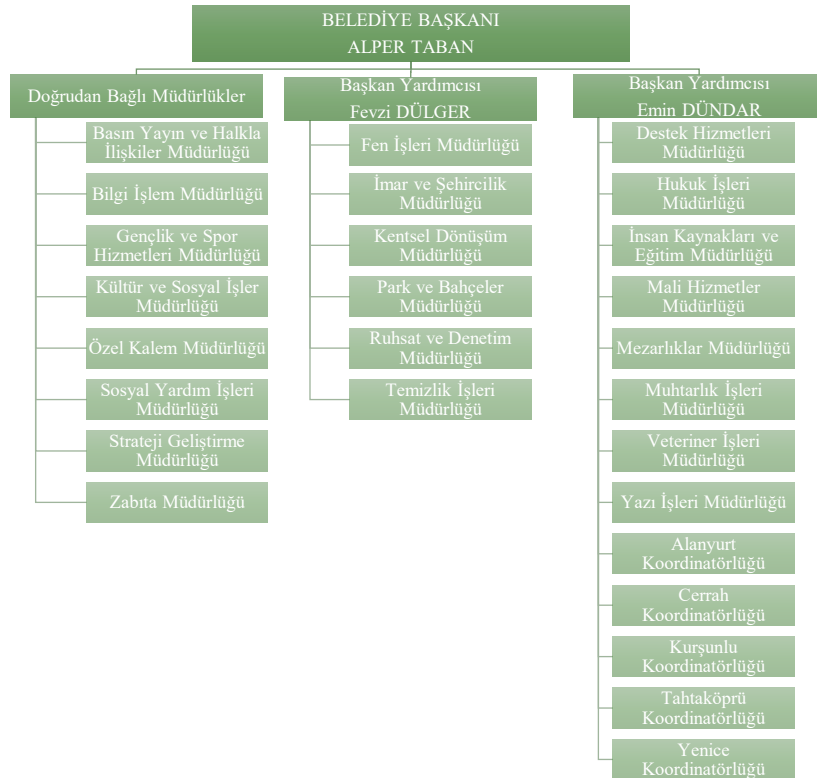 BELEDİYE BAŞKANI
ALPER TABAN
Doğrudan Bağlı Müdürlükler
Basın Yayın ve Halkla
İlişkiler Müdürlüğü
Bilgi İşlem Müdürlüğü
Gençlik ve Spor
Hizmetleri Müdürlüğü
Kültür ve Sosyal İşler
Müdürlüğü
Özel Kalem Müdürlüğü
Sosyal Yardım İşleri
Müdürlüğü
Strateji Geliştirme
Müdürlüğü
Zabıta Müdürlüğü
Başkan Yardımcısı
Fevzi DÜLGER
Fen İşleri Müdürlüğü
İmar ve Şehircilik
Müdürlüğü
Kentsel Dönüşüm
Müdürlüğü
Park ve Bahçeler
Müdürlüğü
Ruhsat ve Denetim
Müdürlüğü
Temizlik İşleri
Müdürlüğü
Başkan Yardımcısı
Emin DÜNDAR
Destek Hizmetleri
Müdürlüğü
Hukuk İşleri
Müdürlüğü
İnsan Kaynakları ve
Eğitim Müdürlüğü
Mali Hizmetler
Müdürlüğü
Mezarlıklar Müdürlüğü
Muhtarlık İşleri
Müdürlüğü
Veteriner İşleri
Müdürlüğü
Yazı İşleri Müdürlüğü
Alanyurt
Koordinatörlüğü
Cerrah
Koordinatörlüğü
Kurşunlu
Koordinatörlüğü
Tahtaköprü
Koordinatörlüğü
Yenice
Koordinatörlüğü